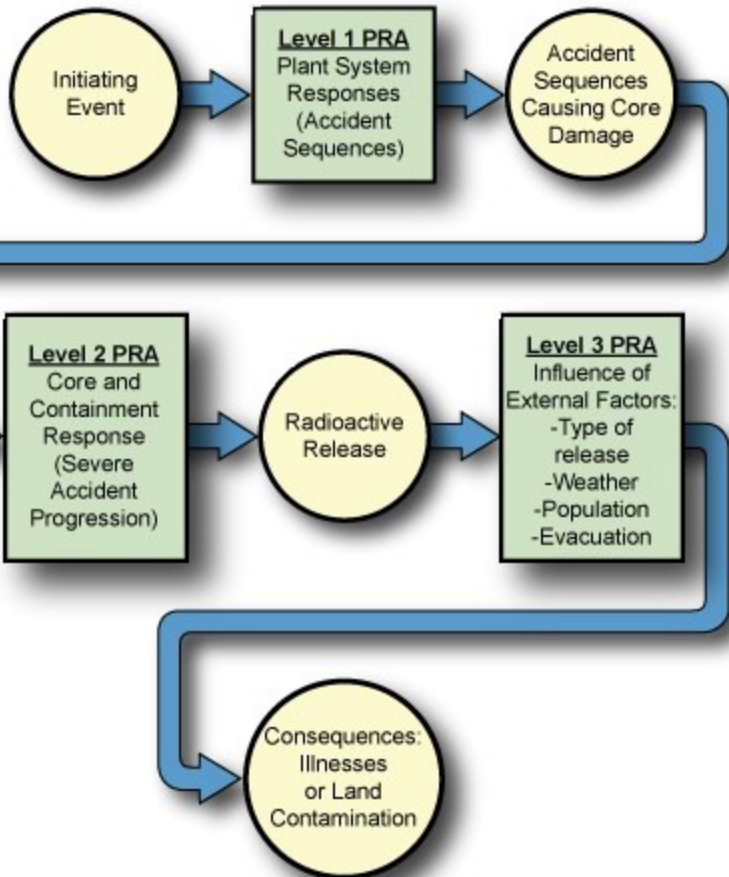 Initiating
Event
Level 1 PRA
Plant System
Responses
(Accident
Sequences)
Accident
Sequences
Causing Core
Damage
Level 2 PRA
Core and
Containment
Response
(Severe
Accident
Progression)
Radioactive
Release
Level 3 PRA
Influence of
External Factors:
-Type of
release
-Weather
-Population
-Evacuation
Consequences:
Illnesses
or Land
Contamination